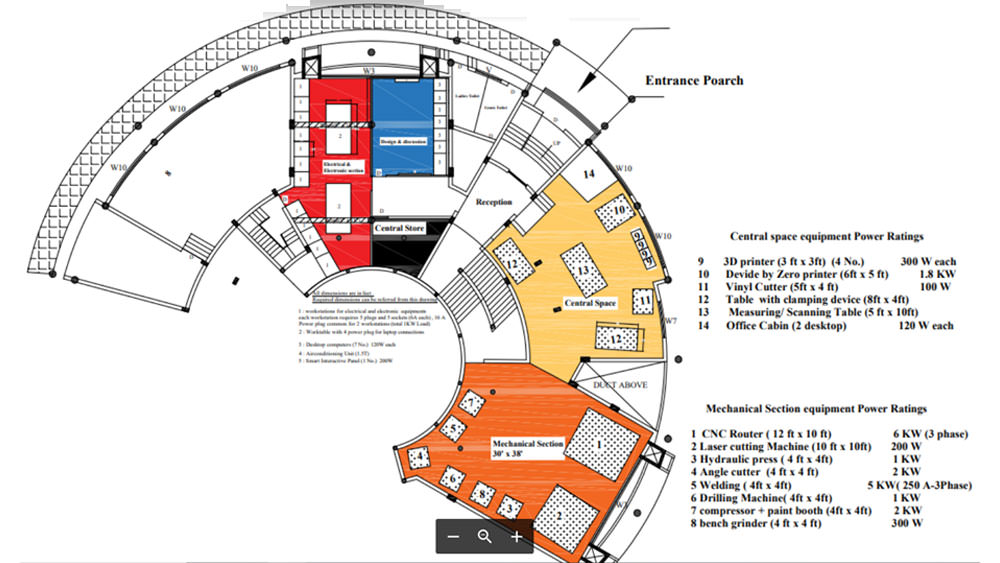 Entrance Poarch
W10
W10
W10
W3
W10
W10
W7
Ladies Toilet
Gents Toilet
UP
Design & discussion
Electrical &
Electronic section
2
2
Central Store
Reception
14
10
9
9
9
9
12
13
11
12
Central Space
DUCT ABOVE
Mechanical Section
30' x 38'
7
5
4
6
8
3
1
2
All dimensions are in feet
Required dimensions can be referred from this drawing
1 : workstations for electrical and electronic equipments
each workstation requires 5 plugs and 5 sockets (6A each) , 16 A
Power plug common for 2 workstations (total 1KW Load)
2 : Worktable with 4 power plug for laptop connections
3 : Desktop computers (7 No.) 120W each
4 : Airconditioning Unit (1.5T)
5 : Smart Interactive Panel (1 No.) 200W
Central space equipment Power Ratings
9 3D printer (3 ft x 3ft) (4 No.) 300 W each
10 Devide by Zero printer (6ft x 5 ft) 1.8 KW
11 Vinyl Cutter (5ft x 4 ft) 100 W
12 Table with clamping device (8ft x 4ft)
13 Measuring/ Scanning Table (5 ft x 10ft)
14 Office Cabin (2 desktop) 120W each
Mechanical Section equipment Power Ratings
1 CNC Router ( 12 ft x 10 ft) 6 KW (3 phase)
2 Laser cutting Machine (10 ft x 10ft) 200 W
3 Hydraulic press ( 4 ft x 4ft) 1 KW
4 Angle cutter (4 ft x 4 ft) 2 KW
5 Welding ( 4ft x 4ft) 5 KW( 250 A-3Phase)
6 Drilling Machine( 4ft x 4ft) 1 KW
7 compressor + paint booth (4ft x 4ft) 2 KW
8 bench grinder (4 ft x 4 ft) 300 W